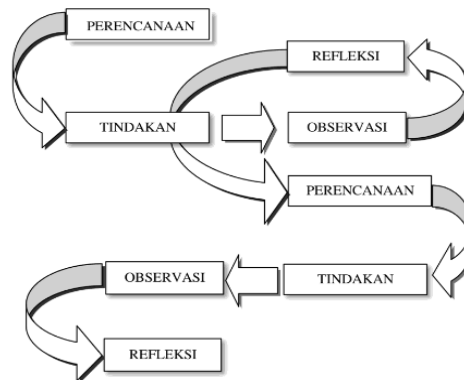 PERENCANAAN
REFLEKSI
TINDAKAN
OBSERVASI
PERENCANAAN
OBSERVASI
TINDAKAN
REFLEKSI